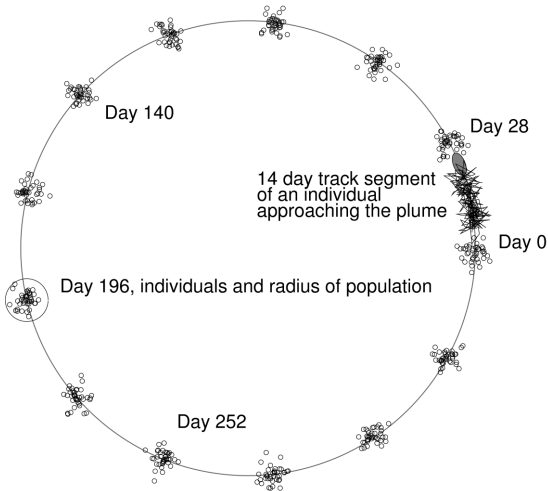 Day 140
Day 28
14 day track segment
of an individual
approaching the plume
Day 0
Day 196, individuals and radius of population
Day 252